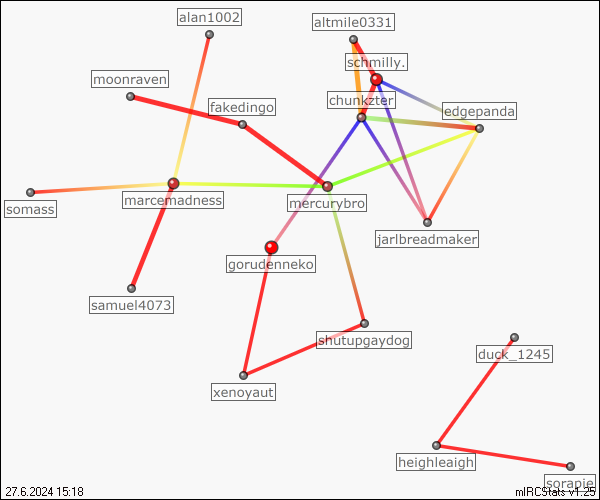 alan1002
altmile0331
schmilly.
moonraven
chunkzter
fakedingo
edgepanda
marcemadness
mercurybro
somass
jarlbreadmaker
gorudenneko
samuel4073
shutupgaydog
duck_1245
xenoyaut
heighleaigh
sorapie
27.6.2024 15:18
mIRCStats v1.25